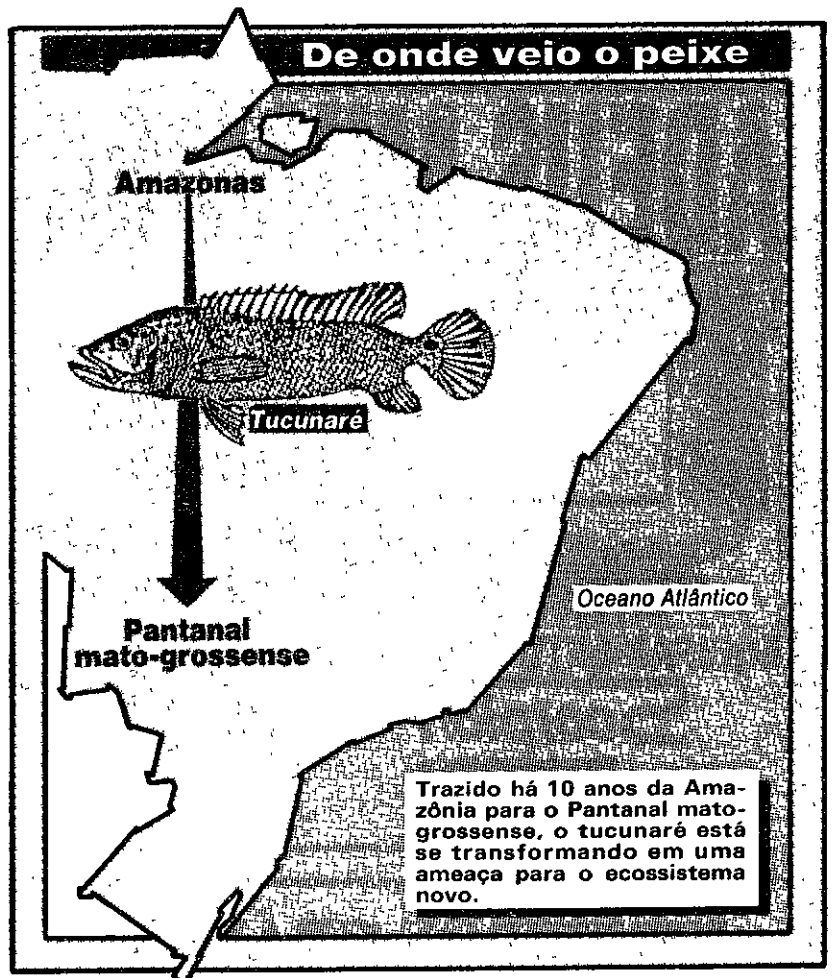 De onde veio o peixe
Amazonas
Tucunaré
Oceano Atlântico
Pantanal
mato-grossense
Trazido há 10 anos da Ama-
zônia para o Pantanal mato-
grossense, o tucunaré está
se transformando em uma
ameaça para o ecossistema
novo.